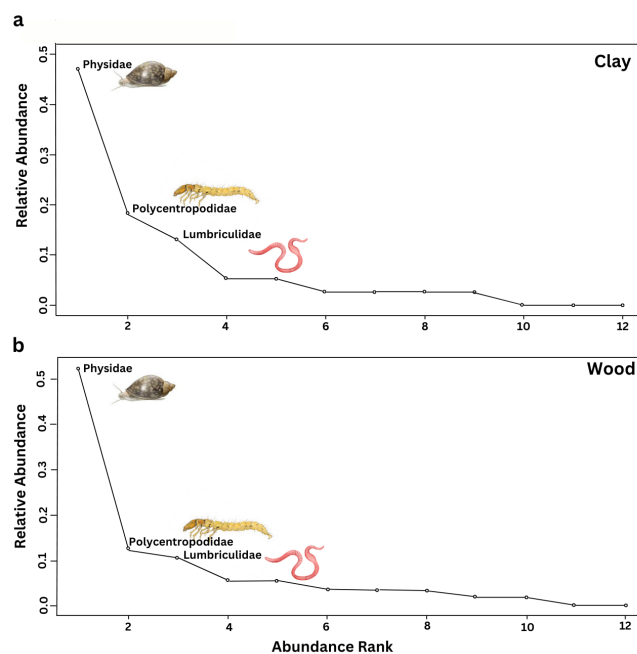 a
Clay
Physidae
Polycentropodidae
Lumbriculidae
Relative Abundance
0.5
0.4
0.3
0.2
0.1
0.0
2
4
6
8
10
12
b
Wood
Physidae
Polycentropodidae
Lumbriculidae
Relative Abundance
0.5
0.4
0.3
0.2
0.1
0.0
2
4
6
8
10
12
Abundance Rank